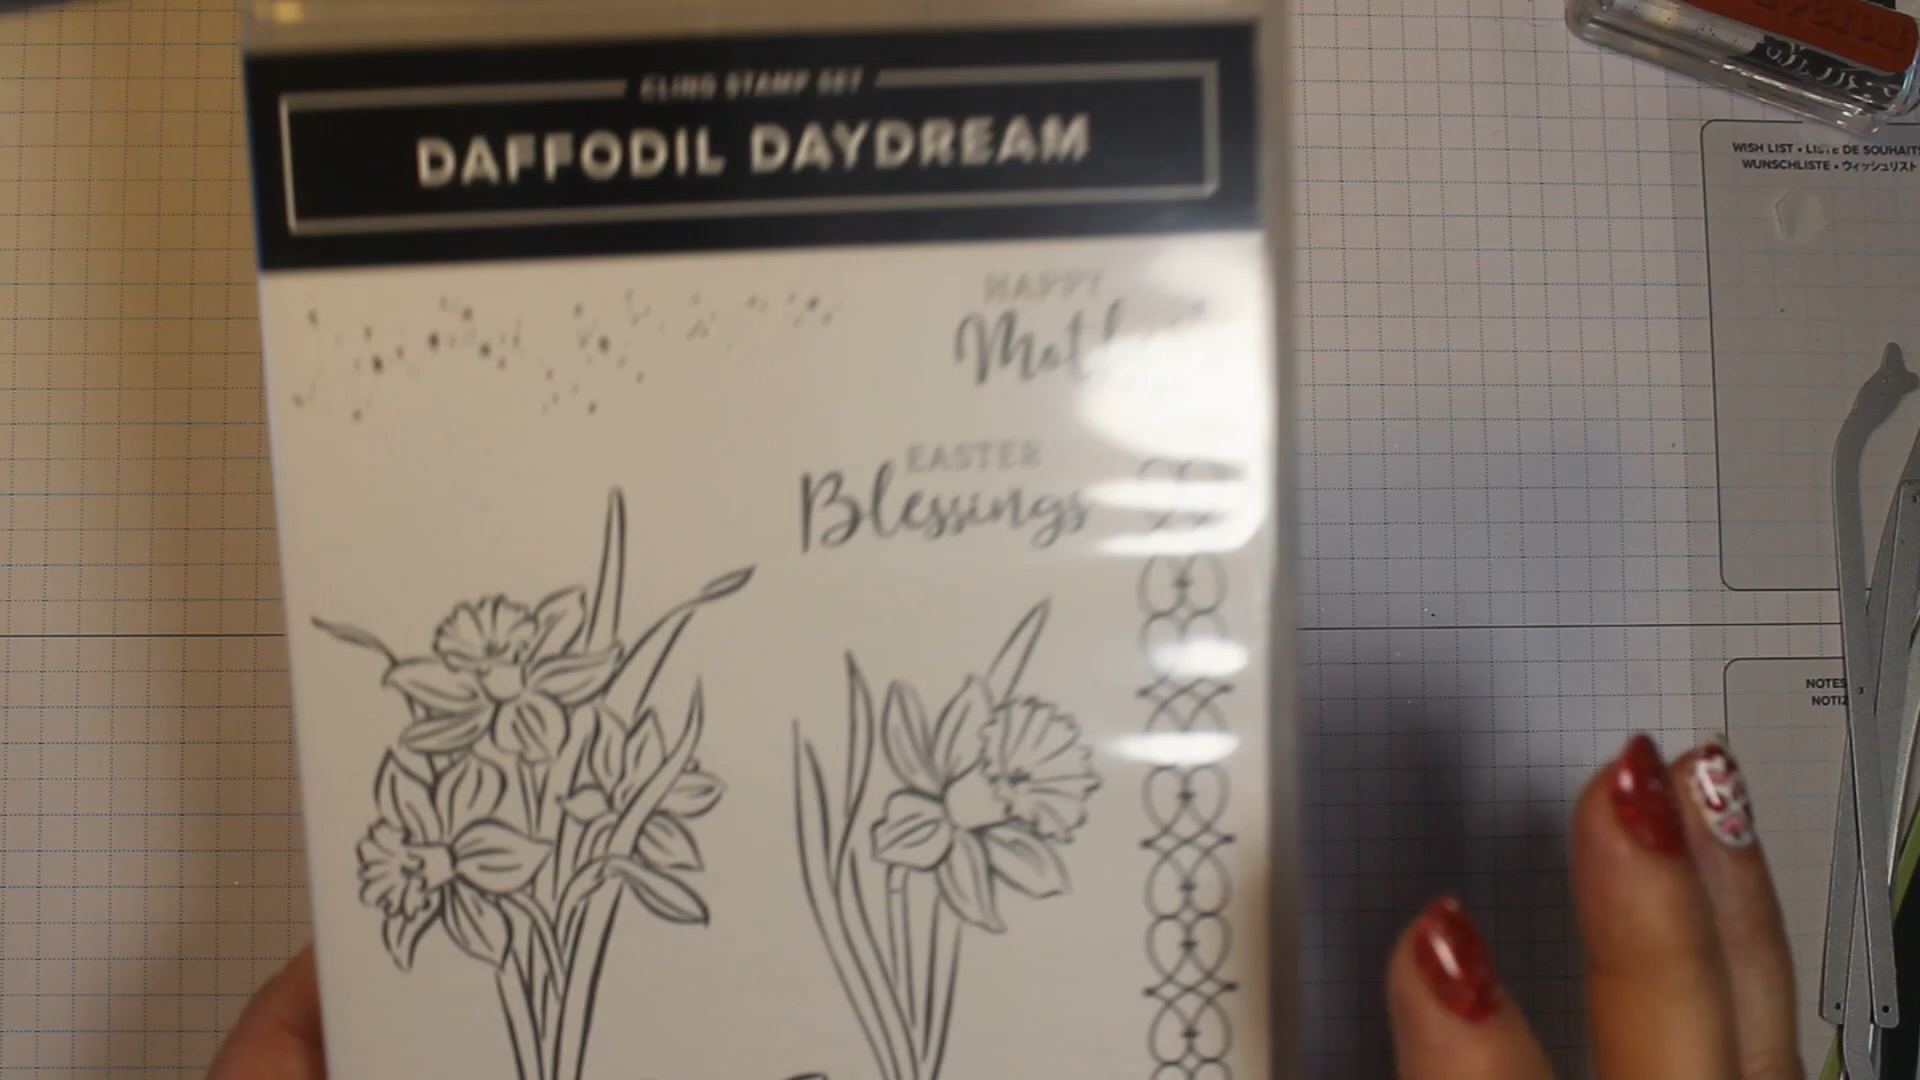 CLING STAMP SET
DAFFODIL DAYDREAM
HAPPY
EASTER
Blessings
WISH LIST • LISTE DE SOUHAITS
WUNSCHLISTE • ウィッシュリスト
NOTES